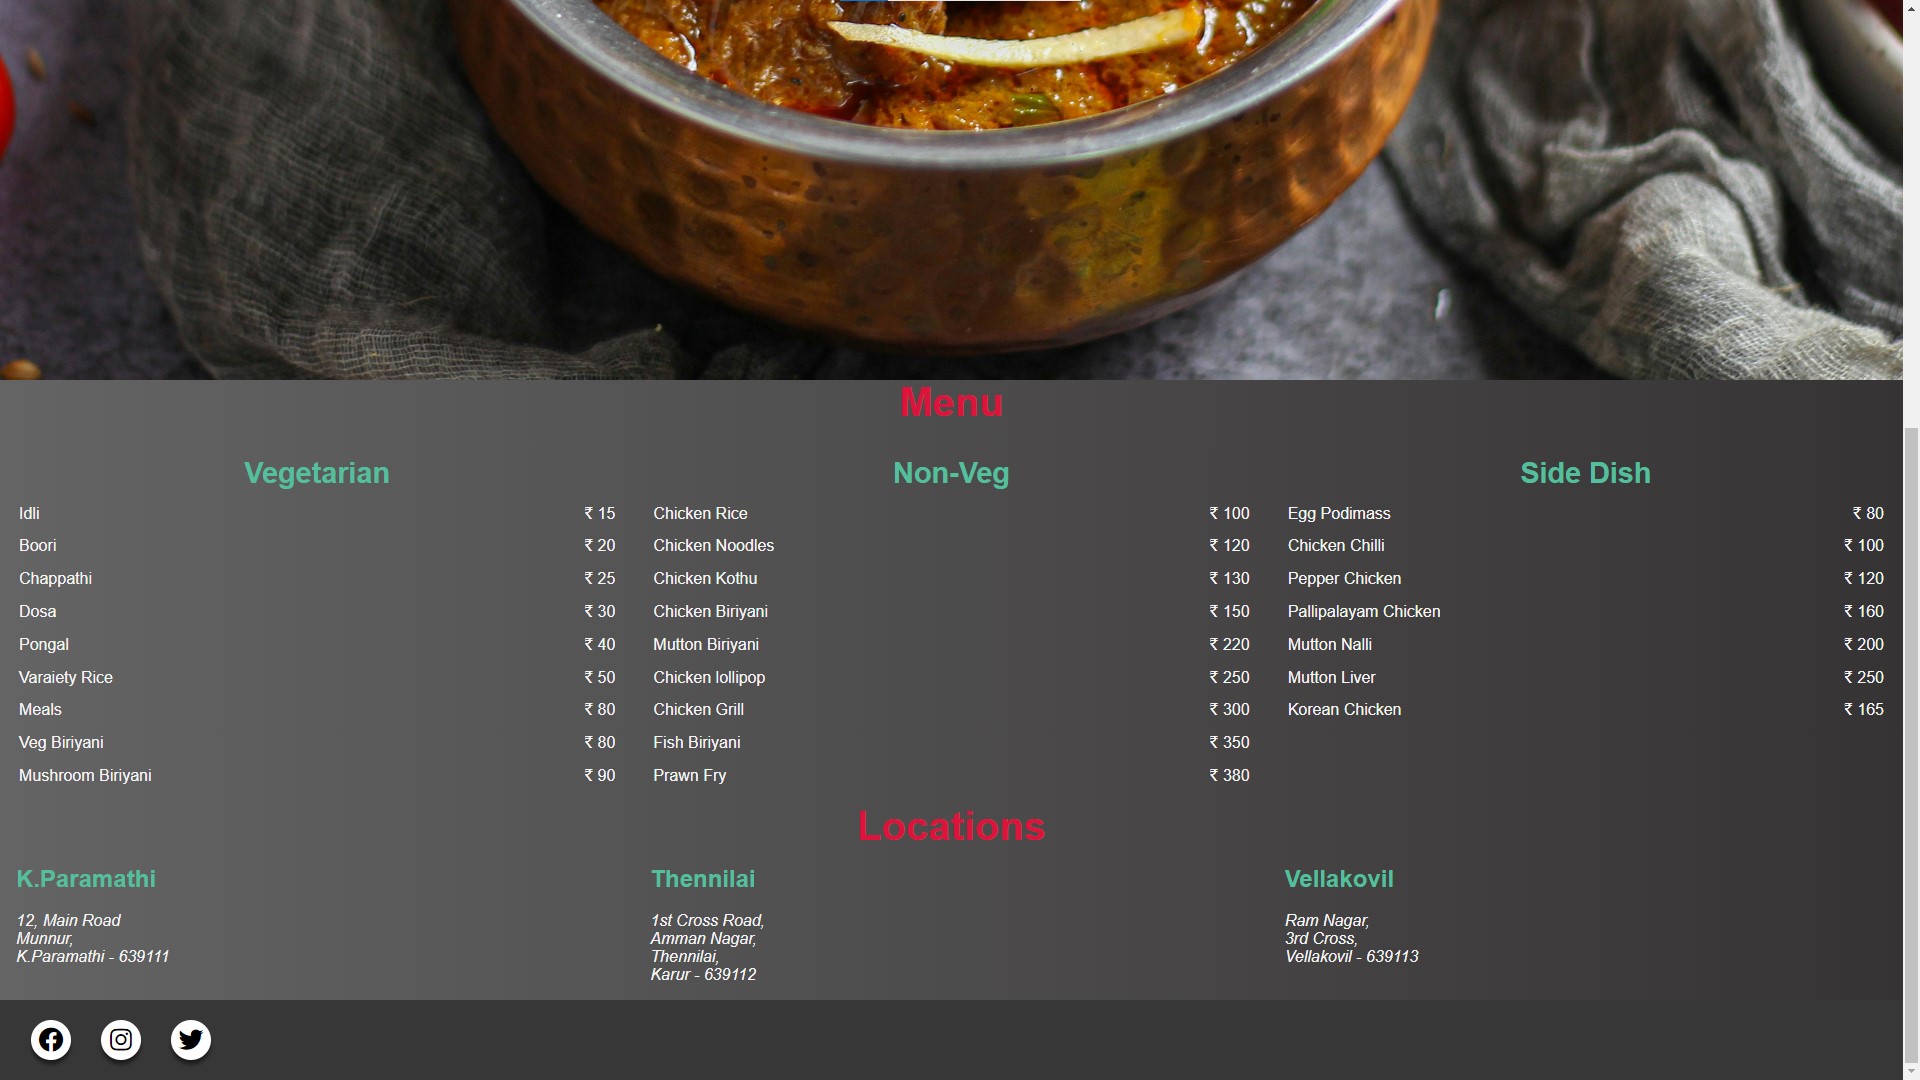 Menu
Vegetarian
Idli ₹ 15
Boori ₹ 20
Chappathi ₹ 25
Dosa ₹ 30
Pongal ₹ 40
Varaiety Rice ₹ 50
Meals ₹ 80
Veg Biriyani ₹ 80
Mushroom Biriyani ₹ 90
Non-Veg
Chicken Rice ₹ 100
Chicken Noodles ₹ 120
Chicken Kothu ₹ 130
Chicken Biriyani ₹ 150
Mutton Biriyani ₹ 220
Chicken lollipop ₹ 250
Chicken Grill ₹ 300
Fish Biriyani ₹ 350
Prawn Fry ₹ 380
Side Dish
Egg Podimass ₹ 80
Chicken Chilli ₹ 100
Pepper Chicken ₹ 120
Pallipalayam Chicken ₹ 160
Mutton Nalli ₹ 200
Mutton Liver ₹ 250
Korean Chicken ₹ 165
Locations
K.Paramathi
12, Main Road
Munnur,
K.Paramathi - 639111
Thennilai
1st Cross Road,
Amman Nagar,
Thennilai,
Karur - 639112
Vellakovil
Ram Nagar,
3rd Cross,
Vellakovil - 639113